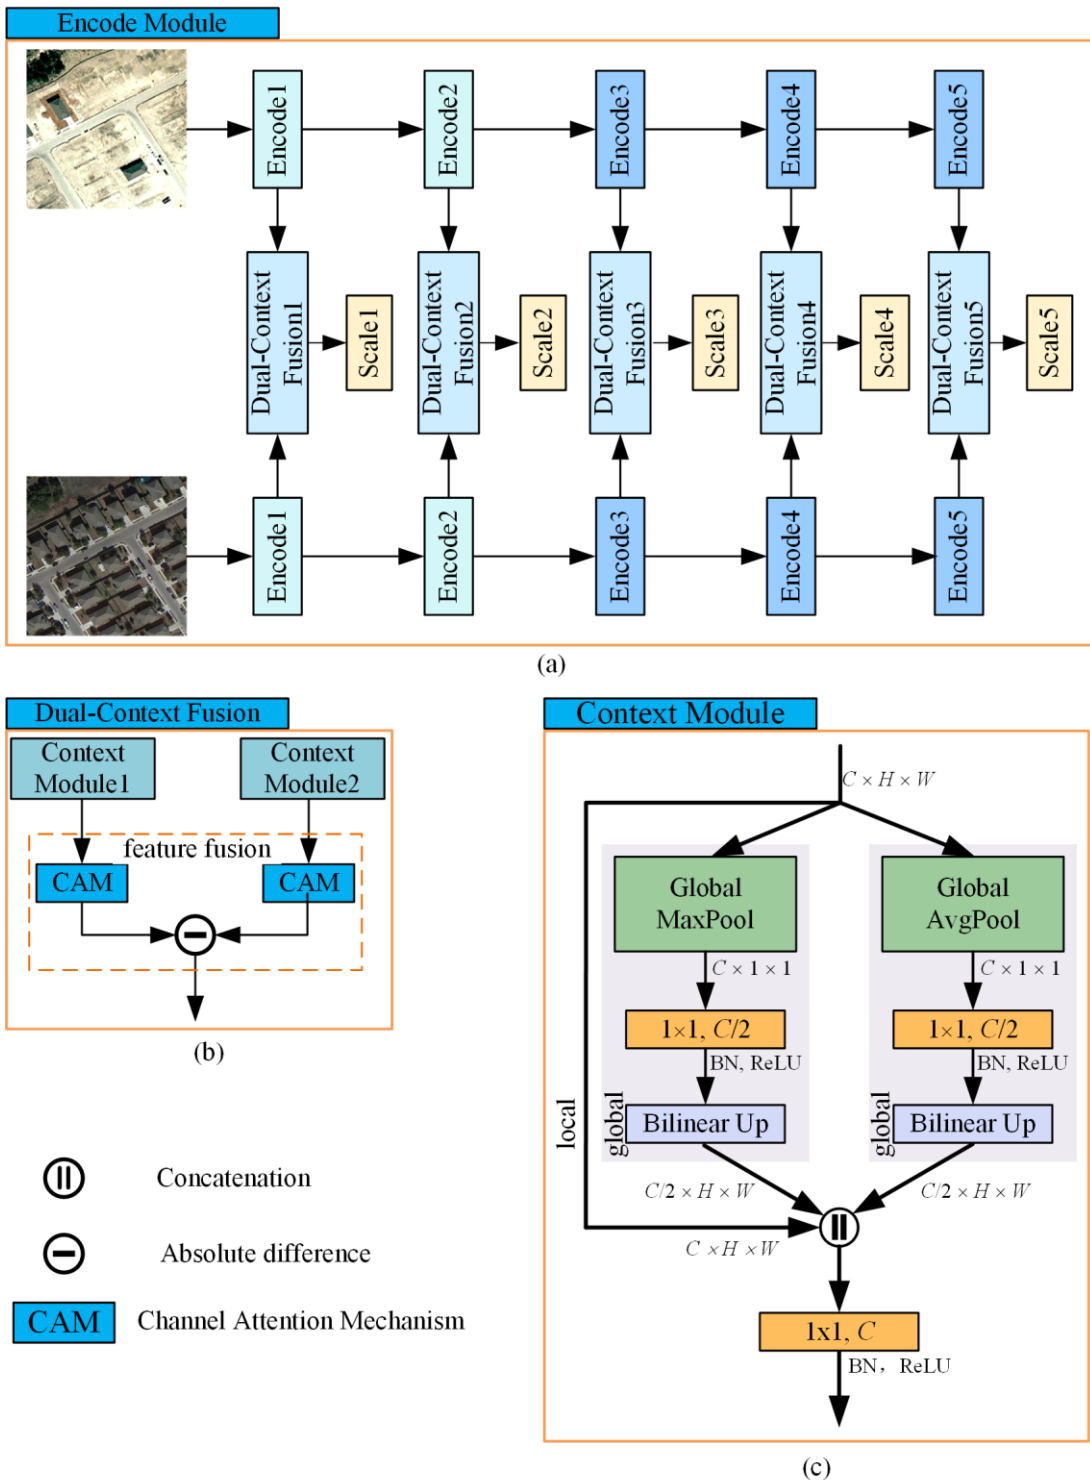 Encode Module
Encode1
Encode2
Encode3
Encode4
Encode5
Dual-Context
Fusion1
Scale1
Dual-Context
Fusion2
Scale2
Dual-Context
Fusion3
Scale3
Dual-Context
Fusion4
Scale4
Dual-Context
Fusion5
Scale5
Encode1
Encode2
Encode3
Encode4
Encode5
(a)
Dual-Context Fusion
Context
Module1
Context
Module2
feature fusion
CAM
CAM
(b)
Concatenation
Absolute difference
CAM
Channel Attention Mechanism
Context Module
C × H × W
Global
MaxPool
Global
AvgPool
C × 1 × 1
C × 1 × 1
1×1, C/2
1×1, C/2
BN, ReLU
BN, ReLU
local
global
Bilinear Up
global
Bilinear Up
C/2 × H × W
C/2 × H × W
C × H × W
1x1, C
BN, ReLU
(c)